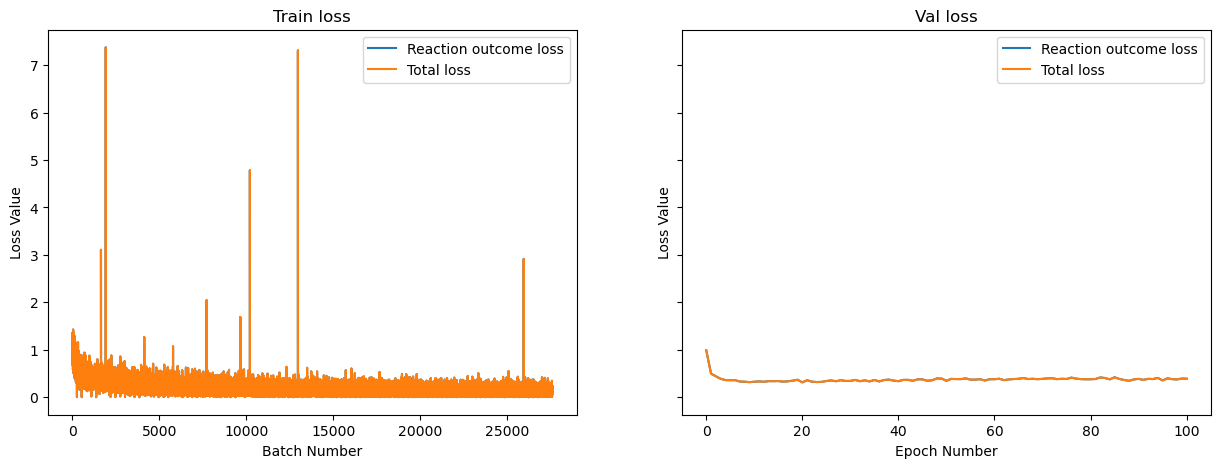 Train loss
Reaction outcome loss
Total loss
Loss Value
7
6
5
4
3
2
1
0
0 5000 10000 15000 20000 25000
Batch Number
Val loss
Reaction outcome loss
Total loss
Loss Value
0 20 40 60 80 100
Epoch Number